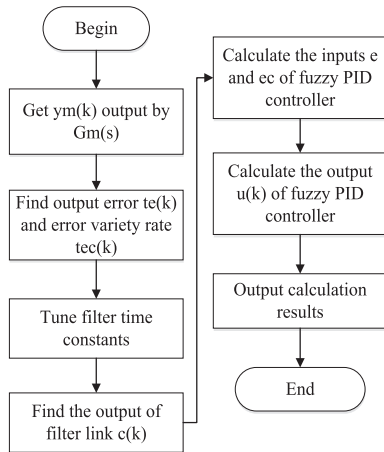 Begin
Get ym(k) output by
Gm(s)
Find output error te(k)
and error variety rate
tec(k)
Tune filter time
constants
Find the output of
filter link c(k)
Calculate the inputs e
and ec of fuzzy PID
controller
Calculate the output
u(k) of fuzzy PID
controller
Output calculation
results
End